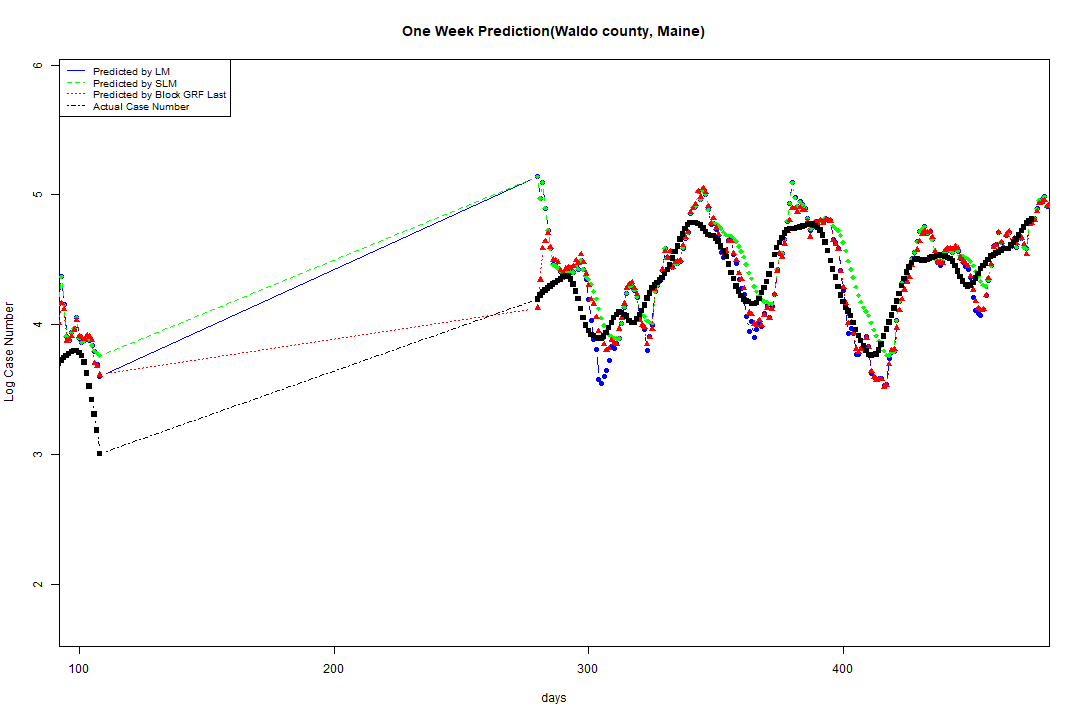 One Week Prediction(Waldo county, Maine)
Predicted by LM
Predicted by SLM
Predicted by Block GRF Last
Actual Case Number
6
5
4
3
2
Log Case Number
100
200
300
400
days